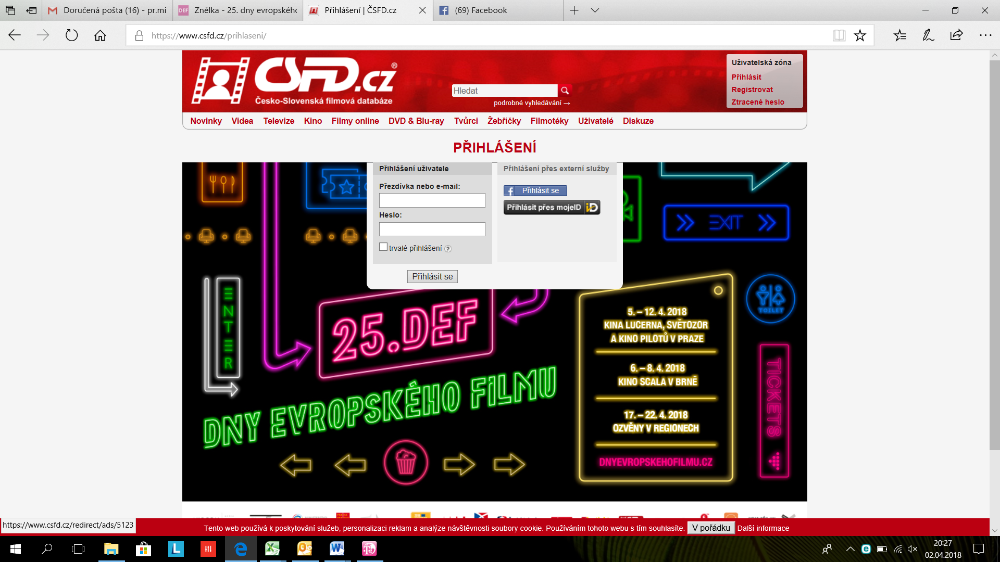 Doručená pošta (16) - pr.mi
DEF Znělka - 25. dny evropského
Přihlášení | ČSFD.cz
(69) Facebook
https://www.csfd.cz/prihlaseni/
ČSFD.cz®
Česko-Slovenská filmová databáze
Hledat
podrobné vyhledávání →
Uživatelská zóna
Přihlásit
Registrovat
Ztracené heslo
Novinky Videa Televize Kino Filmy online DVD & Blu-ray Tvůrci Žebříčky Filmotéky Uživatelé Diskuze
PŘIHLÁŠENÍ
Přihlášení uživatele
Přezdívka nebo e-mail:
Heslo:
trvalé přihlášení ?
Přihlásit se
Přihlášení přes externí služby
Přihlásit se
Přihlásit přes mojeID
EXIT
ENTER
25.DEF
DNY EVROPSKÉHO FILMU
5. – 12. 4. 2018
KINA LUCERNA, SVĚTOZOR
A KINO PILOTŮ V PRAZE
6. – 8. 4. 2018
KINO SCALA V BRNĚ
17. – 22. 4. 2018
OZVĚNY V REGIONECH
DNYEVROPSKEHOFILMU.CZ
TOILET
TICKETS
https://www.csfd.cz/redirect/ads/5123
Tento web používá k poskytování služeb, personalizaci reklam a analýze návštěvnosti soubory cookie. Používáním tohoto webu s tím souhlasíte. V pořádku Další informace
20:27
02.04.2018